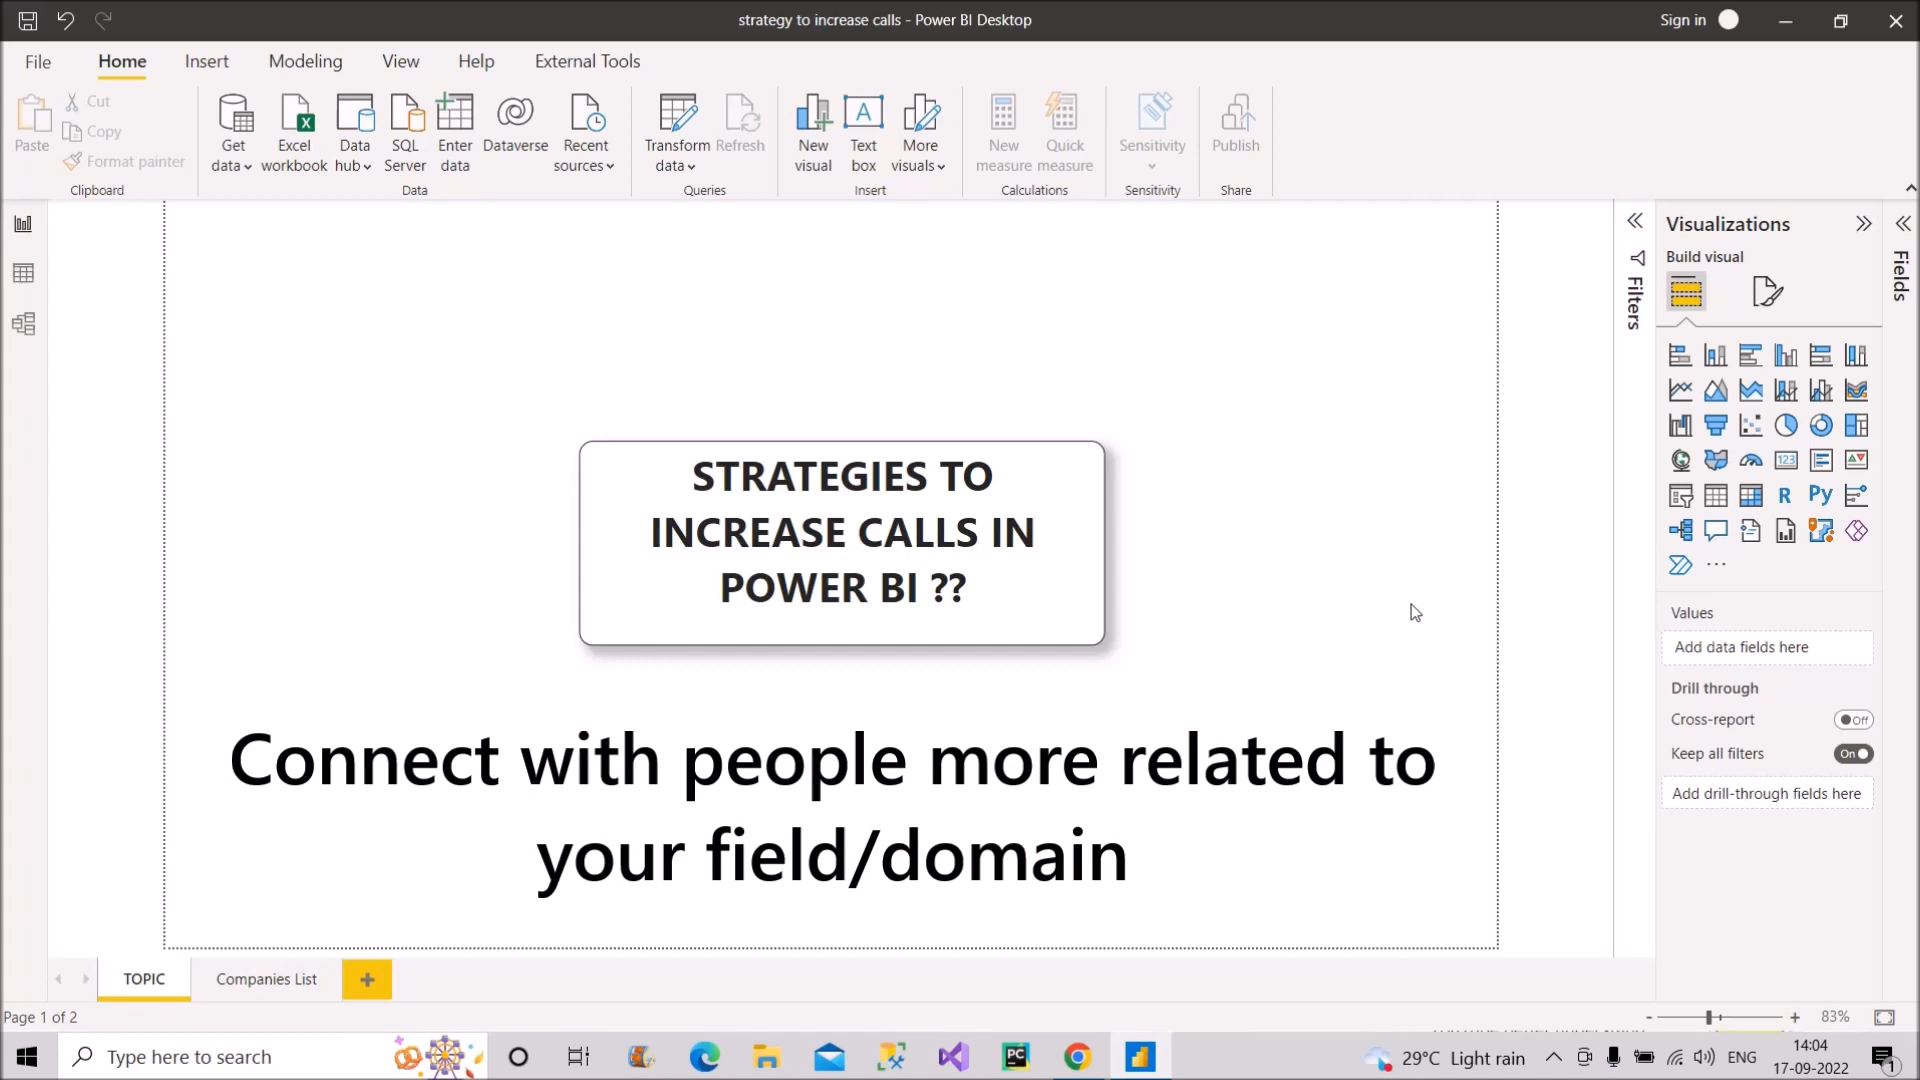 strategy to increase calls - Power BI Desktop
Sign in
File Home Insert Modeling View Help External Tools
Paste
Cut
Copy
Format painter
Clipboard
Get data
Excel workbook
Data hub
SQL Server
Enter data
Dataverse
Recent sources
Data
Transform data
Refresh
Queries
New visual
Text box
More visuals
Insert
New measure
Quick measure
Calculations
Sensitivity
Sensitivity
Publish
Share
STRATEGIES TO
INCREASE CALLS IN
POWER BI ??
Connect with people more related to
your field/domain
Filters
Visualizations
Build visual
123
R
Py
Values
Add data fields here
Drill through
Cross-report
Off
Keep all filters
On
Add drill-through fields here
Fields
TOPIC
Companies List
Page 1 of 2
83%
Type here to search
PC
29°C Light rain
ENG
14:04
17-09-2022
1